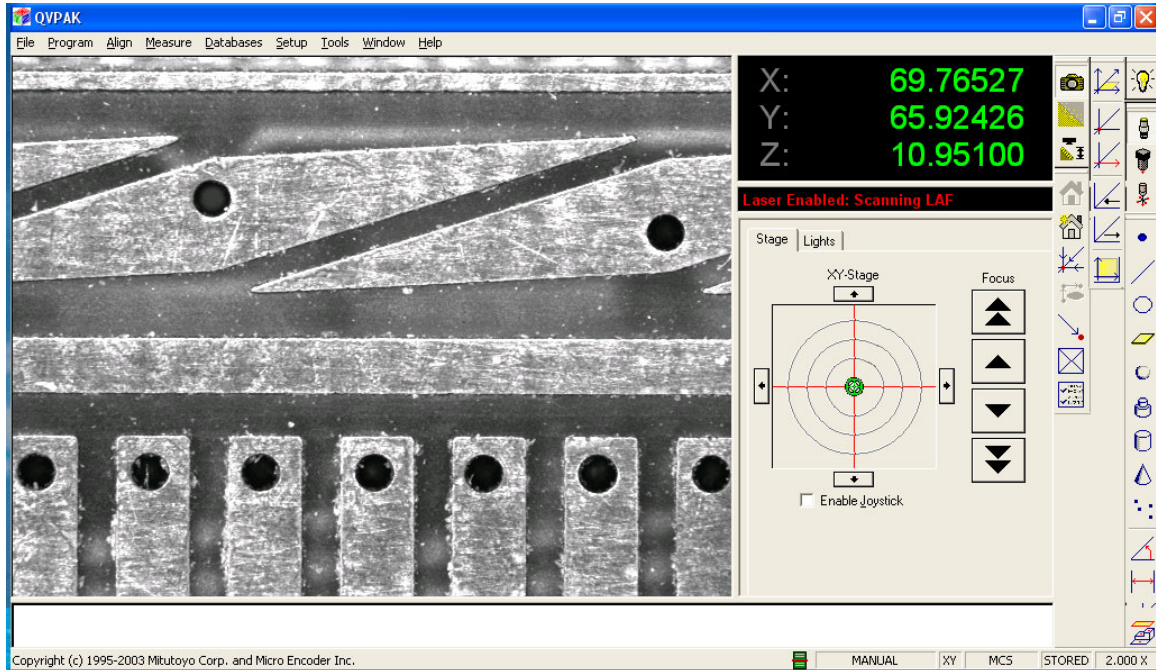 QVPAK
File Program Align Measure Databases Setup Tools Window Help
X: 69.76527
Y: 65.92426
Z: 10.95100
Laser Enabled: Scanning LAF
Stage Lights
XY-Stage
Focus
Enable Joystick
Copyright (c) 1995-2003 Mitutoyo Corp. and Micro Encoder Inc.
MANUAL XY MCS STORED 2.000 X